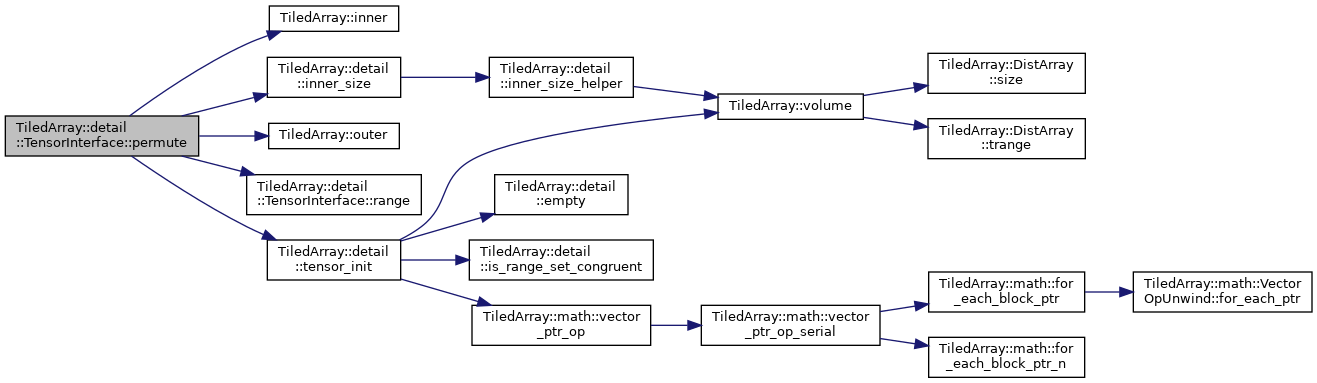 TiledArray::detail
::TensorInterface::permute
TiledArray::inner
TiledArray::detail
::inner_size
TiledArray::detail
::inner_size_helper
TiledArray::volume
TiledArray::DistArray
::size
TiledArray::DistArray
::trange
TiledArray::outer
TiledArray::detail
::TensorInterface::range
TiledArray::detail
::tensor_init
TiledArray::detail
::empty
TiledArray::detail
::is_range_set_congruent
TiledArray::math::vector
_ptr_op
TiledArray::math::vector
_ptr_op_serial
TiledArray::math::for
_each_block_ptr
TiledArray::math::Vector
OpUnwind::for_each_ptr
TiledArray::math::for
_each_block_ptr_n